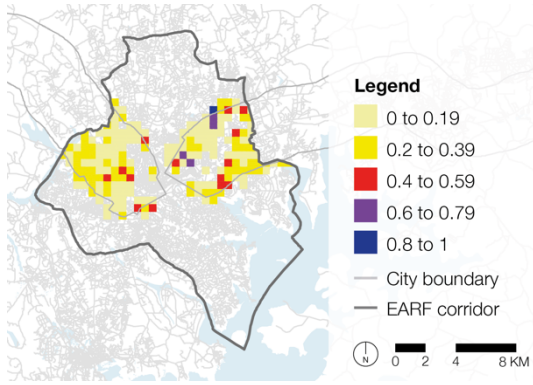 Legend
0 to 0.19
0.2 to 0.39
0.4 to 0.59
0.6 to 0.79
0.8 to 1
City boundary
EARF corridor
N
0 2 4 8 KM